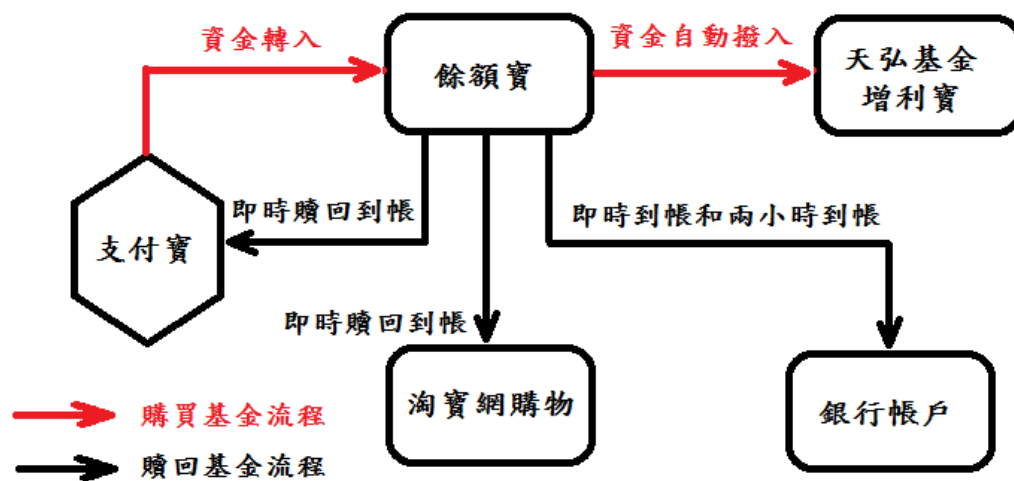 資金轉入
資金自動撥入
餘額寶
天弘基金
增利寶
即時贖回到帳
即時到帳和兩小時到帳
支付寶
即時贖回到帳
淘寶網購物
銀行帳戶
購買基金流程
贖回基金流程